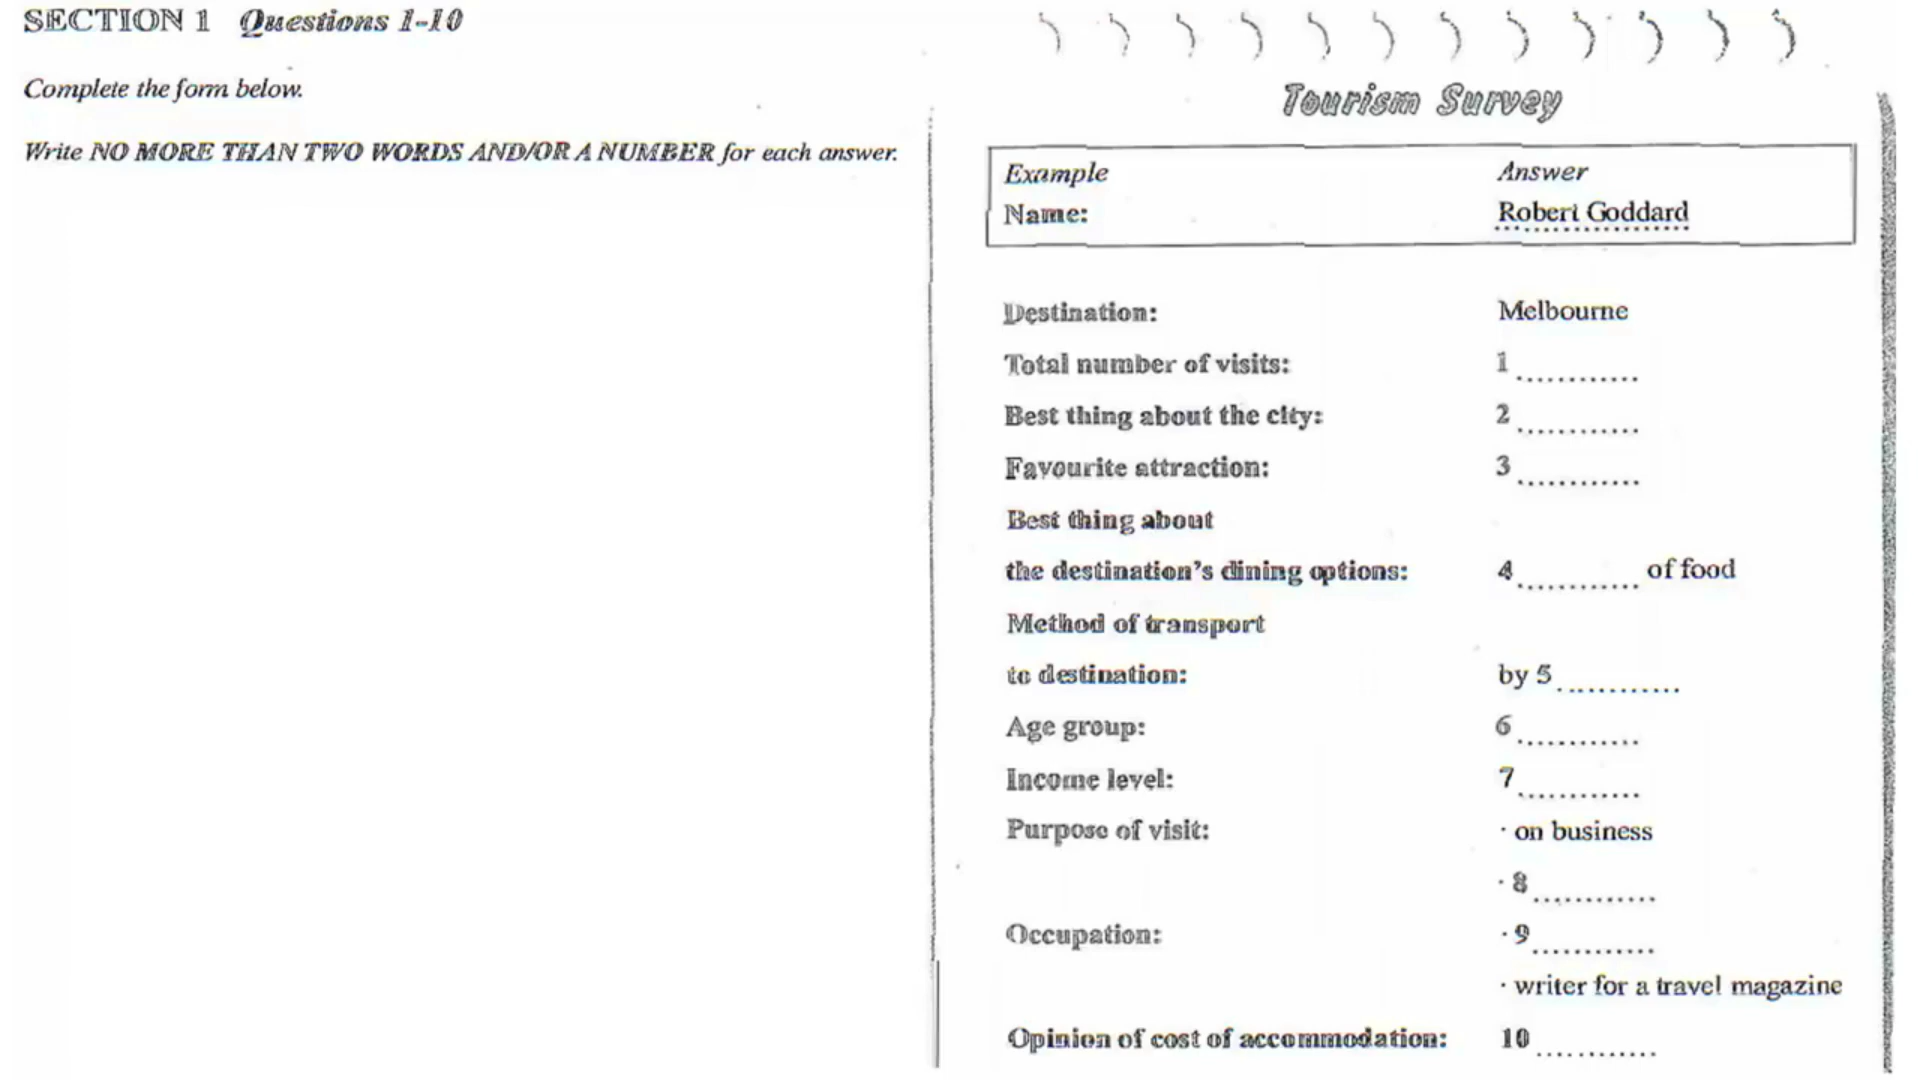 SECTION 1 Questions 1-10
Complete the form below.
Write NO MORE THAN TWO WORDS AND/OR A NUMBER for each answer.
Tourism Survey
Example Answer
Name: Robert Goddard
Destination: Melbourne
Total number of visits: 1 ............
Best thing about the city: 2 ............
Favourite attraction: 3 ............
Best thing about
the destination's dining options: 4 ............ of food
Method of transport
to destination: by 5 ............
Age group: 6 ............
Income level: 7 ............
Purpose of visit: · on business
· 8 ............
Occupation: · 9 ............
· writer for a travel magazine
Opinion of cost of accommodation: 10 ............